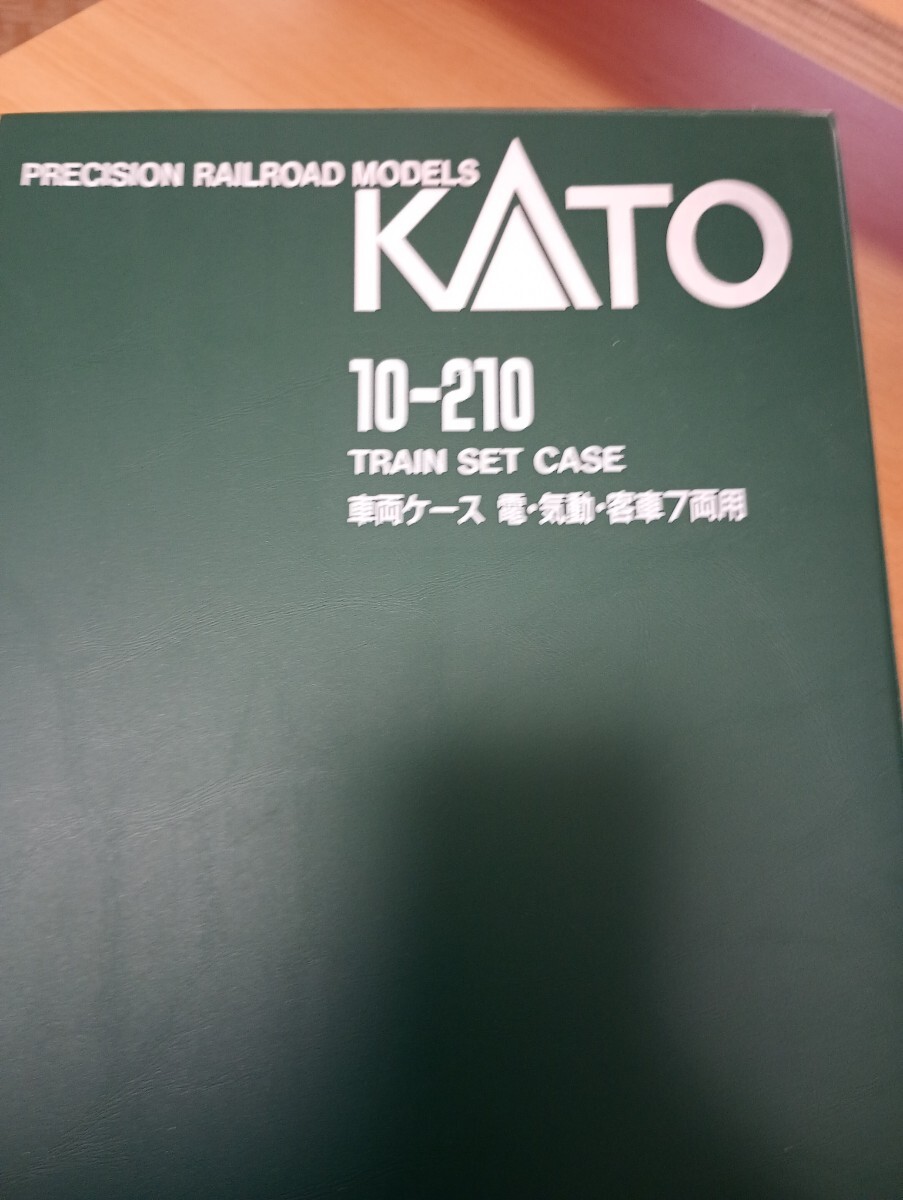 PRECISION RAILROAD MODELS
KATO
10-210
TRAIN SET CASE
車両ケース 電・気動・客車7両用